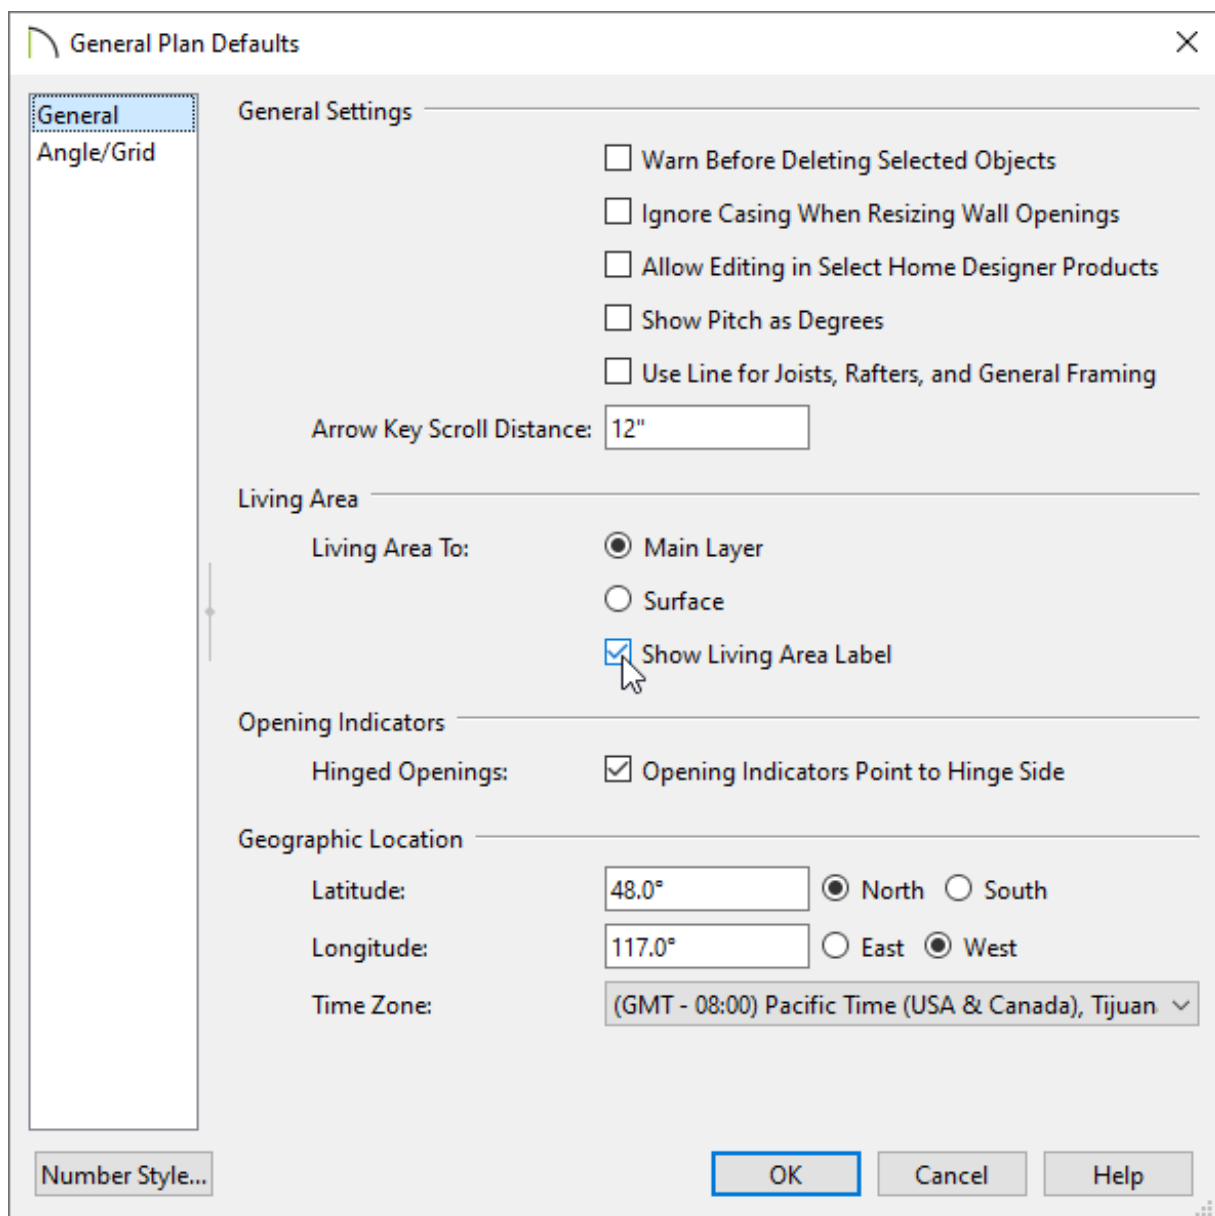 General Plan Defaults
General
Angle/Grid
General Settings
Warn Before Deleting Selected Objects
Ignore Casing When Resizing Wall Openings
Allow Editing in Select Home Designer Products
Show Pitch as Degrees
Use Line for Joists, Rafters, and General Framing
Arrow Key Scroll Distance: 12"
Living Area
Living Area To: Main Layer
Surface
Show Living Area Label
Opening Indicators
Hinged Openings: Opening Indicators Point to Hinge Side
Geographic Location
Latitude: 48.0° North South
Longitude: 117.0° East West
Time Zone: (GMT - 08:00) Pacific Time (USA & Canada), Tijuan
Number Style... OK Cancel Help